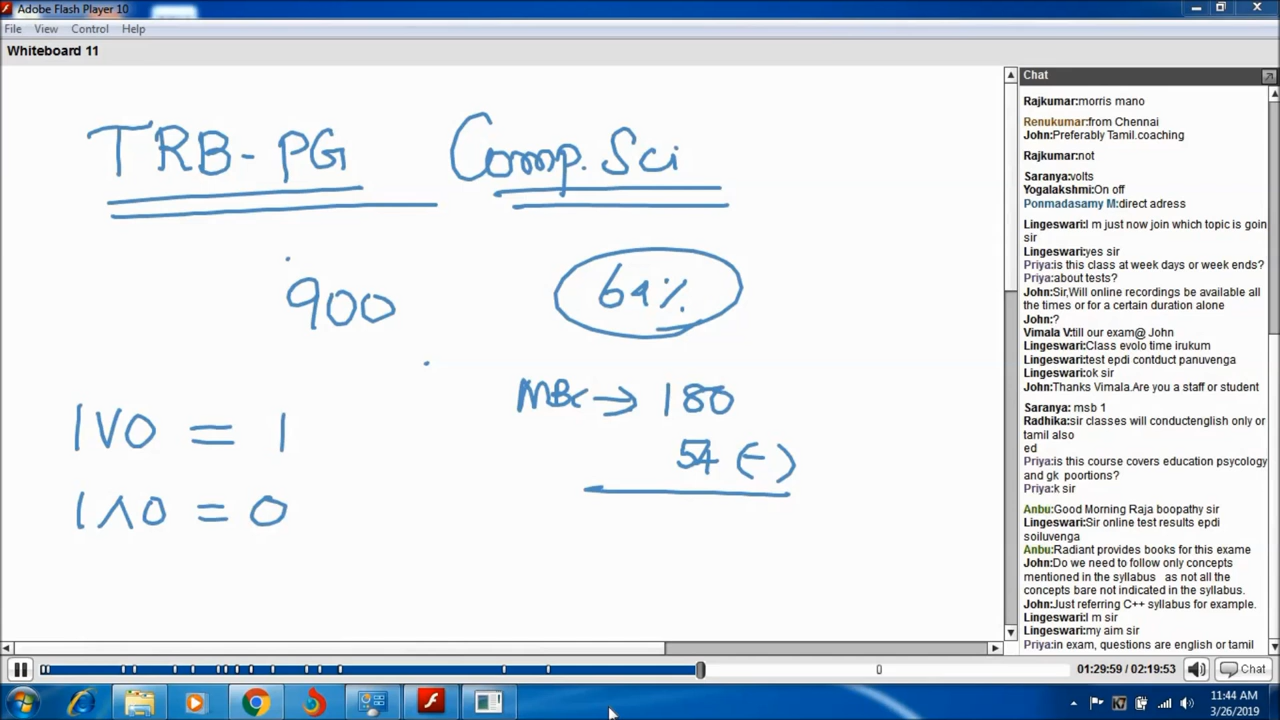 Adobe Flash Player 10
File View Control Help
Whiteboard 11
TRB-PG Comp. Sci
900
64%
MBC → 180
54 (-)
1V0 = 1
1Λ0 = 0
Chat
Rajkumar:morris mano
Renukumar:from Chennai
John:Preferably Tamil.coaching
Rajkumar:not
Saranya:volts
Yogalakshmi:On off
Ponmadasamy M:direct adress
Lingeswari:I m just now join which topic is goin
sir
Lingeswari:yes sir
Priya:is this class at week days or week ends?
Priya:about tests?
John:Sir,Will online recordings be available all
the times or for a certain duration alone
John:?
Vimala V:till our exam@ John
Lingeswari:Class evolo time irukum
Lingeswari:test epdi contduct panuvenga
Lingeswari:ok sir
John:Thanks Vimala.Are you a staff or student
Saranya: msb 1
Radhika:sir classes will conductenglish only or
tamil also
ed
Priya:is this course covers education psycology
and gk poortions?
Priya:k sir
Anbu:Good Morning Raja boopathy sir
Lingeswari:Sir online test results epdi
soiluvenga
Anbu:Radiant provides books for this exame
John:Do we need to follow only concepts
mentioned in the syllabus as not all the
concepts bare not indicated in the syllabus.
John:Just referring C++ syllabus for example.
Lingeswari:I m sir
Lingeswari:my aim sir
Priya:in exam, questions are english or tamil
01:29:59 / 02:19:53
Chat
11:44 AM
3/26/2019